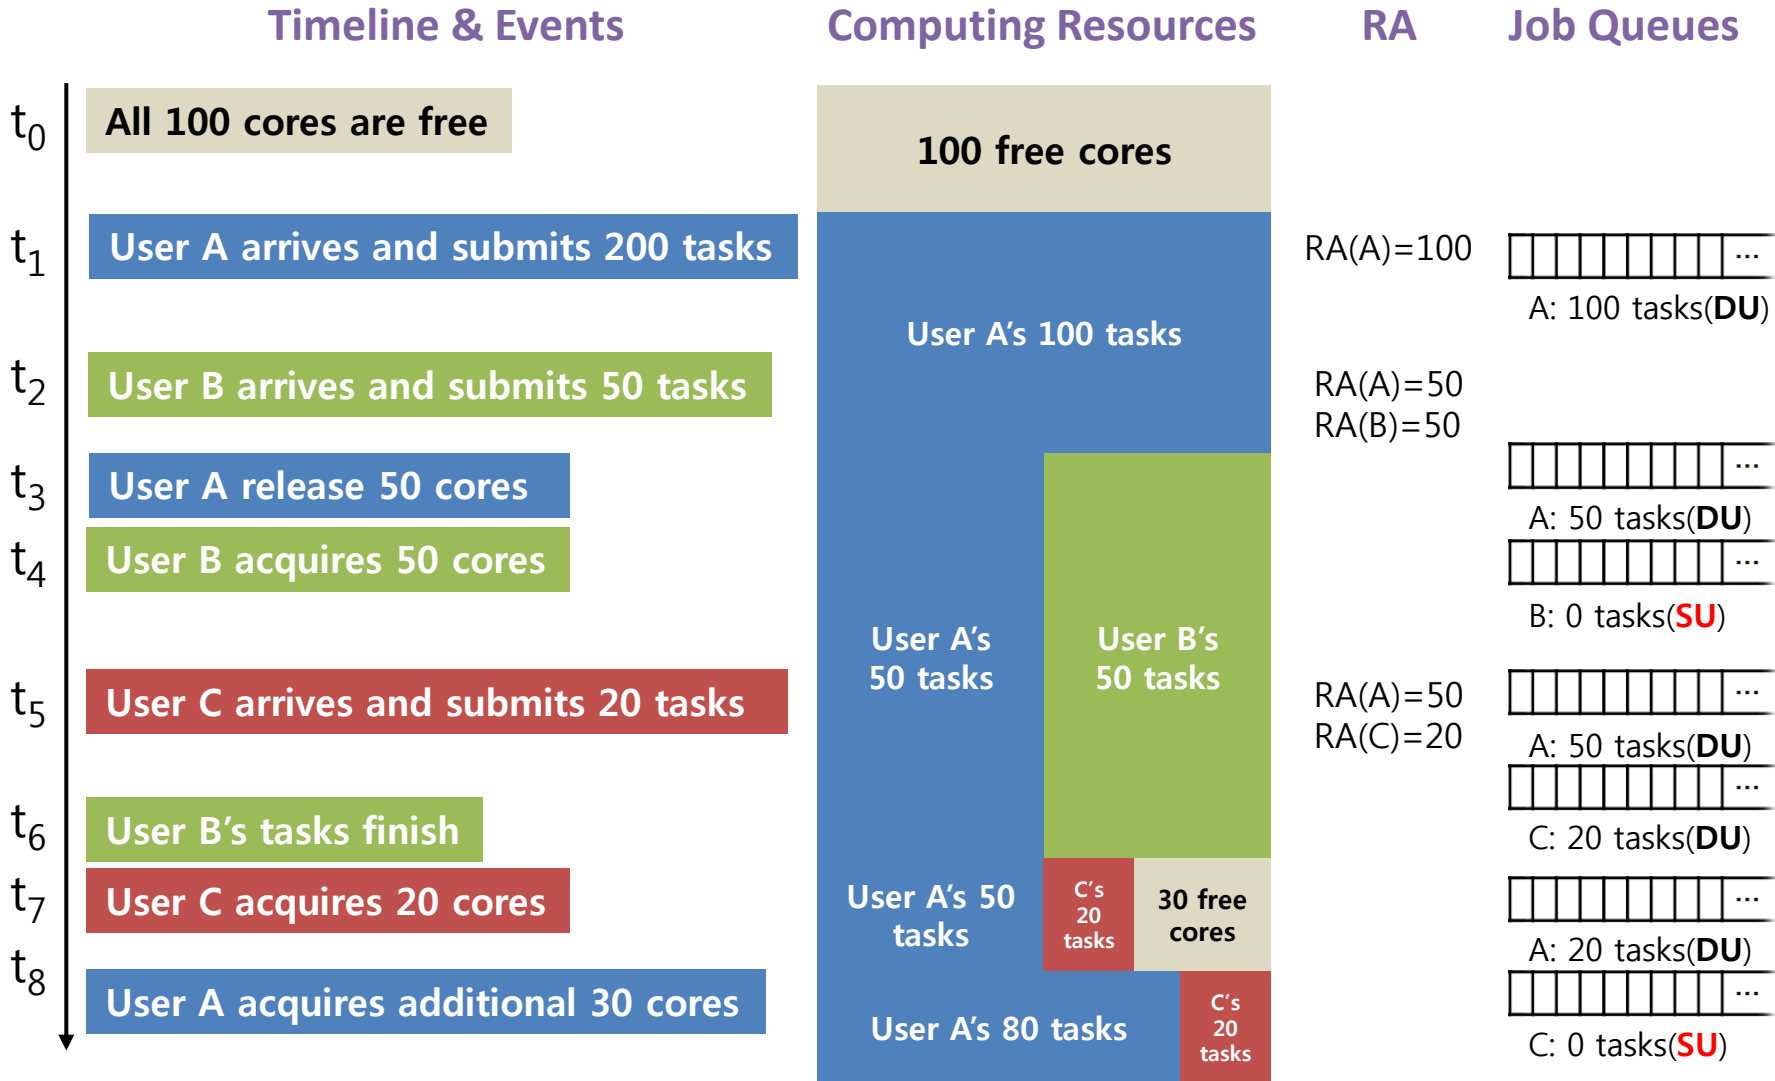 Timeline & Events
Computing Resources
RA
Job Queues
t0
All 100 cores are free
100 free cores
t1
User A arrives and submits 200 tasks
RA(A)=100
...
A: 100 tasks(DU)
User A's 100 tasks
t2
User B arrives and submits 50 tasks
RA(A)=50
RA(B)=50
t3
User A release 50 cores
...
A: 50 tasks(DU)
t4
User B acquires 50 cores
...
B: 0 tasks(SU)
User A's
50 tasks
User B's
50 tasks
t5
User C arrives and submits 20 tasks
RA(A)=50
RA(C)=20
...
A: 50 tasks(DU)
...
C: 20 tasks(DU)
t6
User B's tasks finish
t7
User C acquires 20 cores
User A's 50
tasks
C's
20
tasks
30 free
cores
...
A: 20 tasks(DU)
t8
User A acquires additional 30 cores
User A's 80 tasks
C's
20
tasks
...
C: 0 tasks(SU)